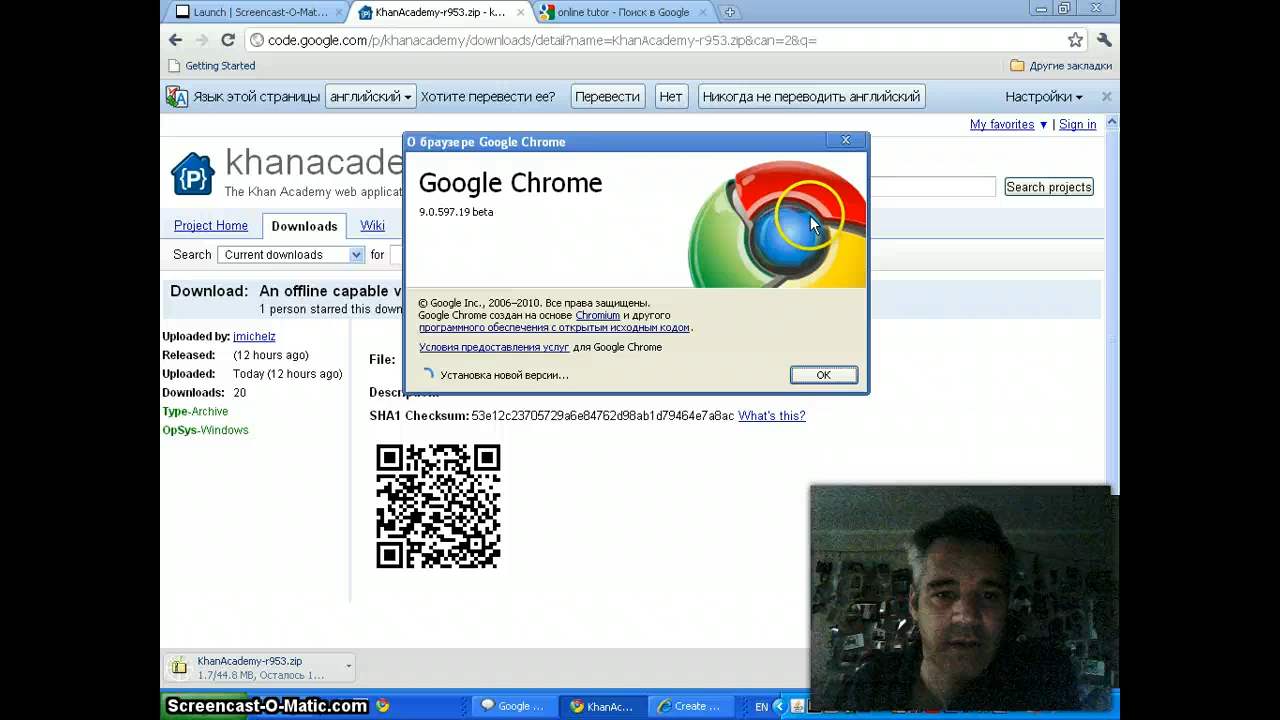 Launch | Screencast-O-Mat...
KhanAcademy-r953.zip - k...
online tutor - Поиск в Google
code.google.com/p/khanacademy/downloads/detail?name=KhanAcademy-r953.zip&can=2&q=
Getting Started
Другие закладки
Язык этой страницы английский Хотите перевести ее? Перевести Нет Никогда не переводить английский Настройки
My favorites ▼ | Sign in
khanacade
The Khan Academy web applicat
Search projects
Project Home Downloads Wiki
Search Current downloads for
Download: An offline capable v
1 person started this down
Uploaded by: jmichelz
Released: (12 hours ago)
Uploaded: Today (12 hours ago)
Downloads: 20
Type-Archive
OpSys-Windows
File:
SHA1 Checksum: 53e12c23705729a6e84762d98ab1d79464e7a8ac What's this?
О браузере Google Chrome
Google Chrome
9.0.597.19 beta
© Google Inc., 2006–2010. Все права защищены.
Google Chrome создан на основе Chromium и другого
программного обеспечения с открытым исходным кодом.
Условия предоставления услуг для Google Chrome
Установка новой версии...
OK
KhanAcademy-r953.zip
1.7/44.8 MB, Осталось 1...
Screencast-O-Matic.com
Google ...
KhanAc...
Create ...
EN